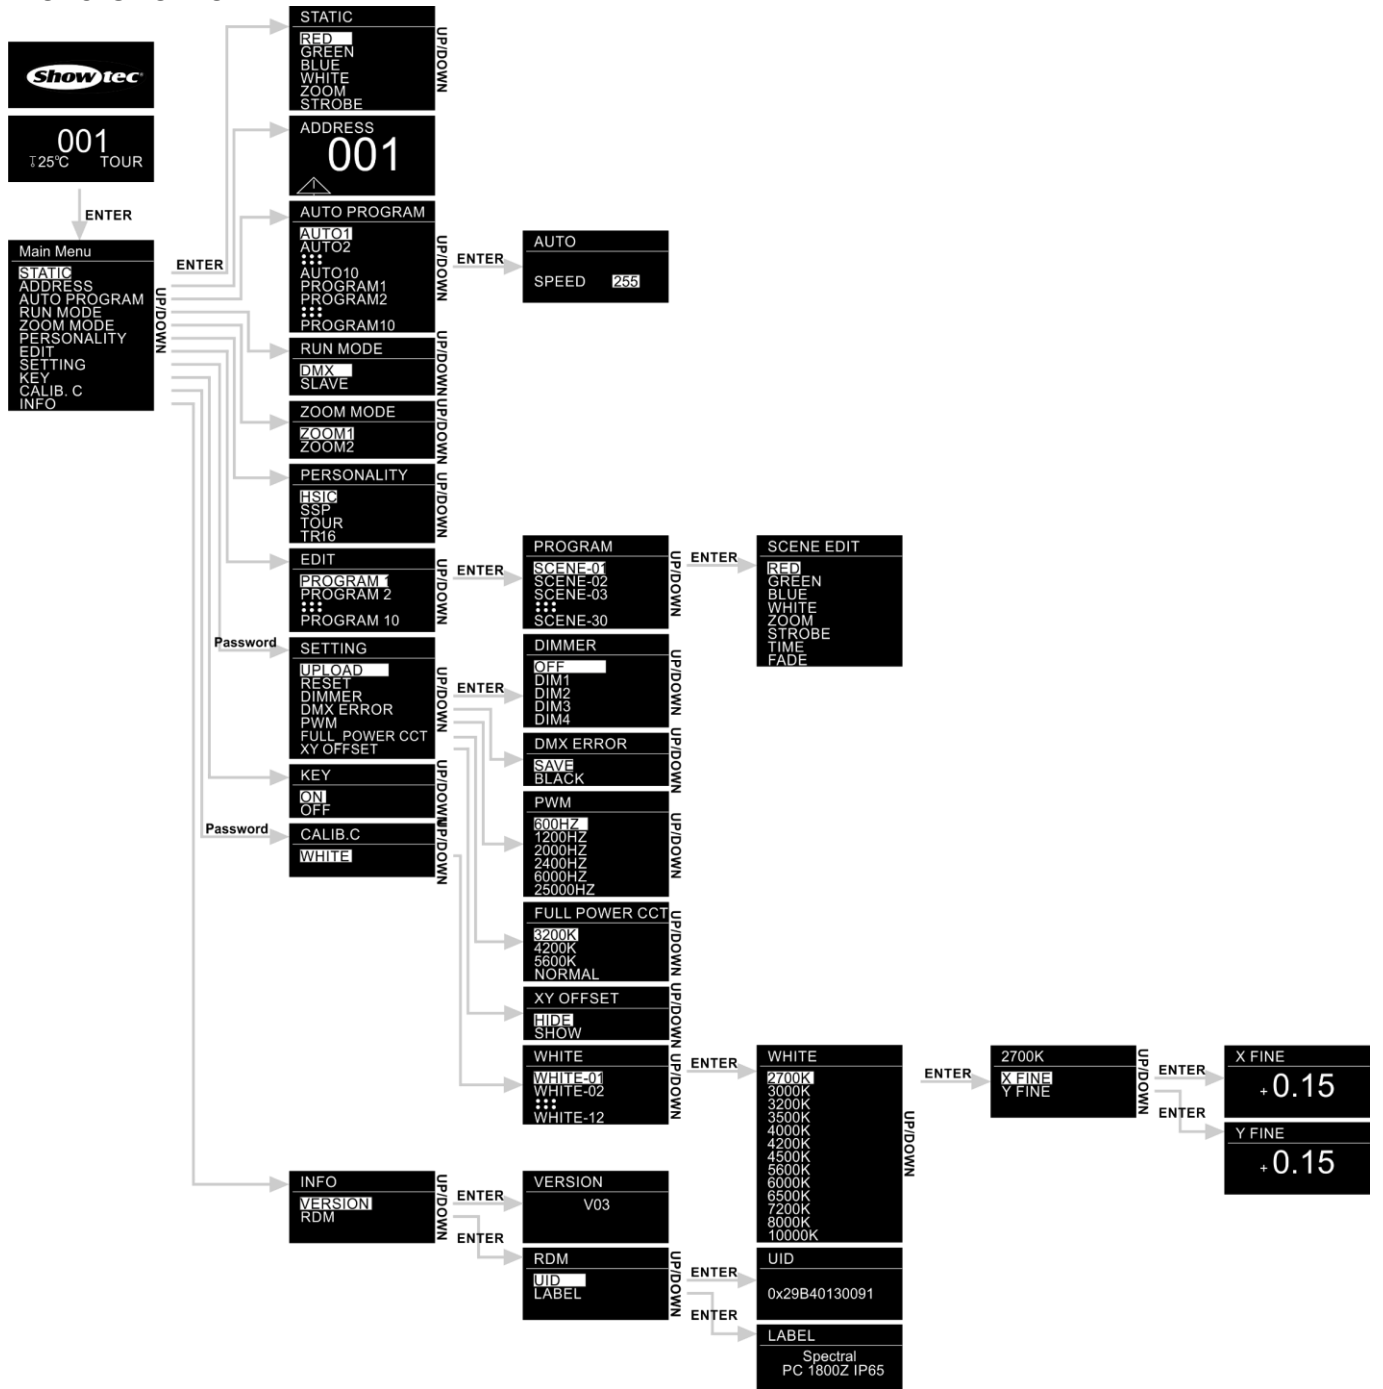 Showtec
001
25℃ TOUR
ENTER
Main Menu
STATIC
ADDRESS
AUTO PROGRAM
RUN MODE
ZOOM MODE
PERSONALITY
EDIT
SETTING
KEY
CALIB. C
INFO
UP/DOWN
ENTER
STATIC
RED
GREEN
BLUE
WHITE
ZOOM
STROBE
UP/DOWN
ADDRESS
001
AUTO PROGRAM
AUTO1
AUTO2
AUTO10
PROGRAM1
PROGRAM2
PROGRAM10
UP/DOWN
ENTER
AUTO
SPEED 255
RUN MODE
DMX
SLAVE
UP/DOWN
ZOOM MODE
ZOOM1
ZOOM2
UP/DOWN
PERSONALITY
HSIC
SSP
TOUR
TR16
UP/DOWN
EDIT
PROGRAM 1
PROGRAM 2
PROGRAM 10
UP/DOWN
ENTER
PROGRAM
SCENE-01
SCENE-02
SCENE-03
SCENE-30
UP/DOWN
ENTER
SCENE EDIT
RED
GREEN
BLUE
WHITE
ZOOM
STROBE
TIME
FADE
Password
SETTING
UPLOAD
RESET
DIMMER
DMX ERROR
PWM
FULL_POWER CCT
XY OFFSET
UP/DOWN
ENTER
DIMMER
OFF
DIM1
DIM2
DIM3
DIM4
UP/DOWN
DMX ERROR
SAVE
BLACK
UP/DOWN
PWM
600HZ
1200HZ
2000HZ
2400HZ
6000HZ
25000HZ
UP/DOWN
FULL POWER CCT
3200K
4200K
5600K
NORMAL
UP/DOWN
XY OFFSET
HIDE
SHOW
UP/DOWN
KEY
ON
OFF
UP/DOWN
Password
CALIB.C
WHITE
UP/DOWN
WHITE
WHITE-01
WHITE-02
WHITE-12
UP/DOWN
ENTER
WHITE
2700K
3000K
3200K
3500K
4000K
4200K
4500K
5600K
6000K
6500K
7200K
8000K
10000K
UP/DOWN
ENTER
2700K
X FINE
Y FINE
UP/DOWN
ENTER
X FINE
+0.15
ENTER
Y FINE
+0.15
INFO
VERSION
RDM
UP/DOWN
ENTER
VERSION
V03
ENTER
RDM
UID
LABEL
UP/DOWN
ENTER
UID
0x29B40130091
ENTER
LABEL
Spectral
PC 1800Z IP65